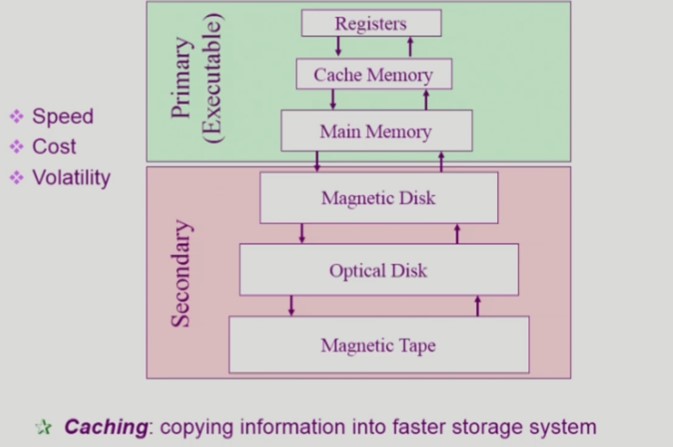 Registers
Cache Memory
Main Memory
Primary
(Executable)
Speed
Cost
Volatility
Magnetic Disk
Optical Disk
Magnetic Tape
Secondary
Caching: copying information into faster storage system